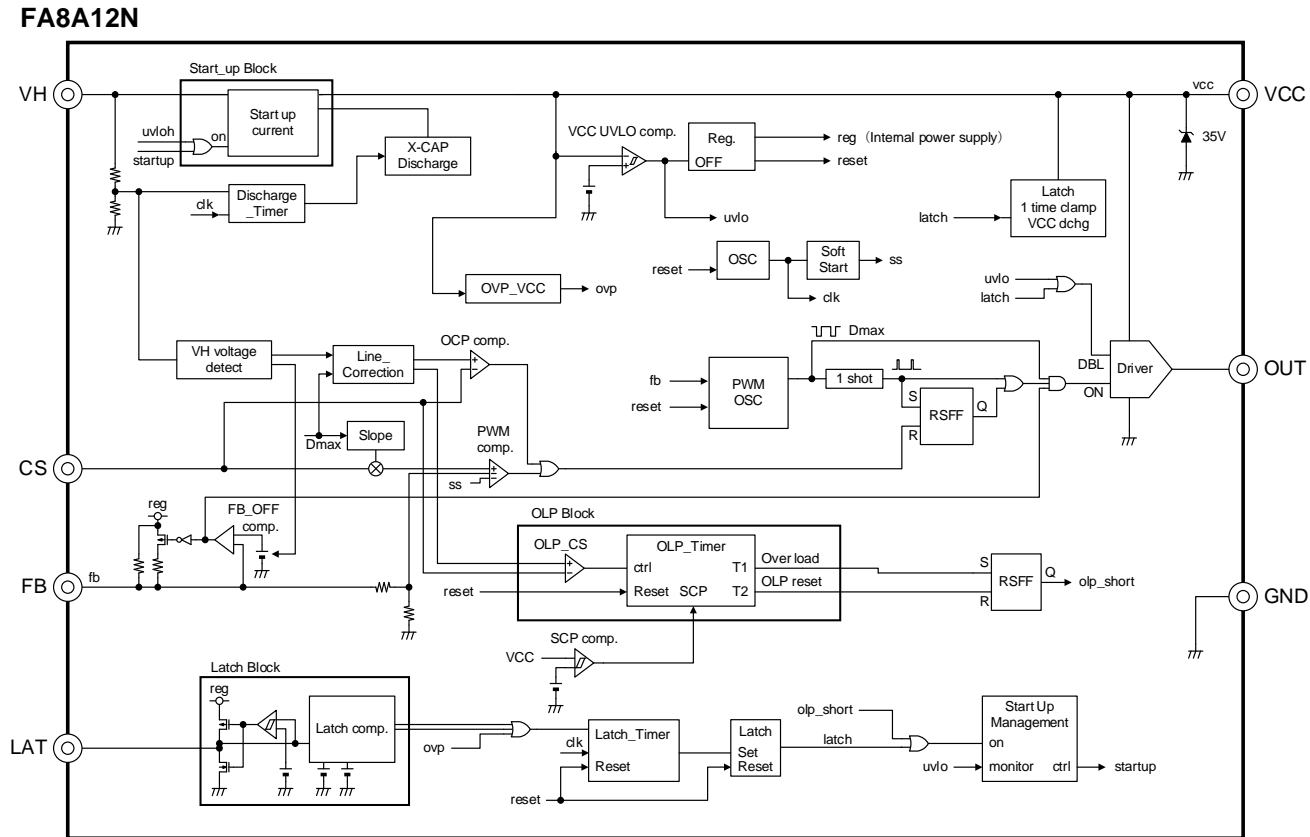 FA8A12N
Start_up Block
VH
VCC
vcc
uvloh
startup
on
Start up
current
X-CAP
Discharge
VCC UVLO comp.
Reg.
OFF
reg (Internal power supply)
reset
35V
clk
Discharge
_Timer
uvlo
latch
Latch
1 time clamp
VCC dchg
reset
OSC
Soft
Start
ss
clk
OVP_VCC
ovp
uvlo
latch
OCP comp.
Dmax
VH voltage
detect
Line_
Correction
fb
reset
PWM
OSC
1 shot
DBL
ON
Driver
OUT
S
R
RSFF
Q
Dmax
Slope
PWM
comp.
CS
ss
reg
FB_OFF
comp.
OLP Block
OLP_CS
OLP_Timer
ctrl
T1
Over load
T2
OLP reset
Reset
SCP
reset
S
R
RSFF
Q
olp_short
FB
fb
GND
SCP comp.
VCC
Latch Block
reg
Latch comp.
LAT
ovp
clk
Latch_Timer
Reset
Latch
Set
Reset
latch
reset
olp_short
Start Up
Management
on
uvlo
monitor
ctrl
startup